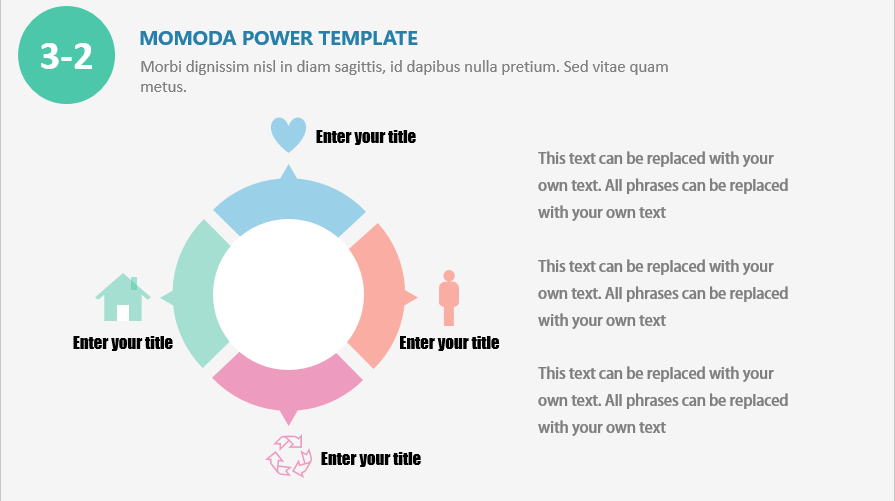 3-2
MOMODA POWER TEMPLATE
Morbi dignissim nisl in diam sagittis, id dapibus nulla pretium. Sed vitae quam
metus.
Enter your title
Enter your title
Enter your title
Enter your title
This text can be replaced with your
own text. All phrases can be replaced
with your own text
This text can be replaced with your
own text. All phrases can be replaced
with your own text
This text can be replaced with your
own text. All phrases can be replaced
with your own text